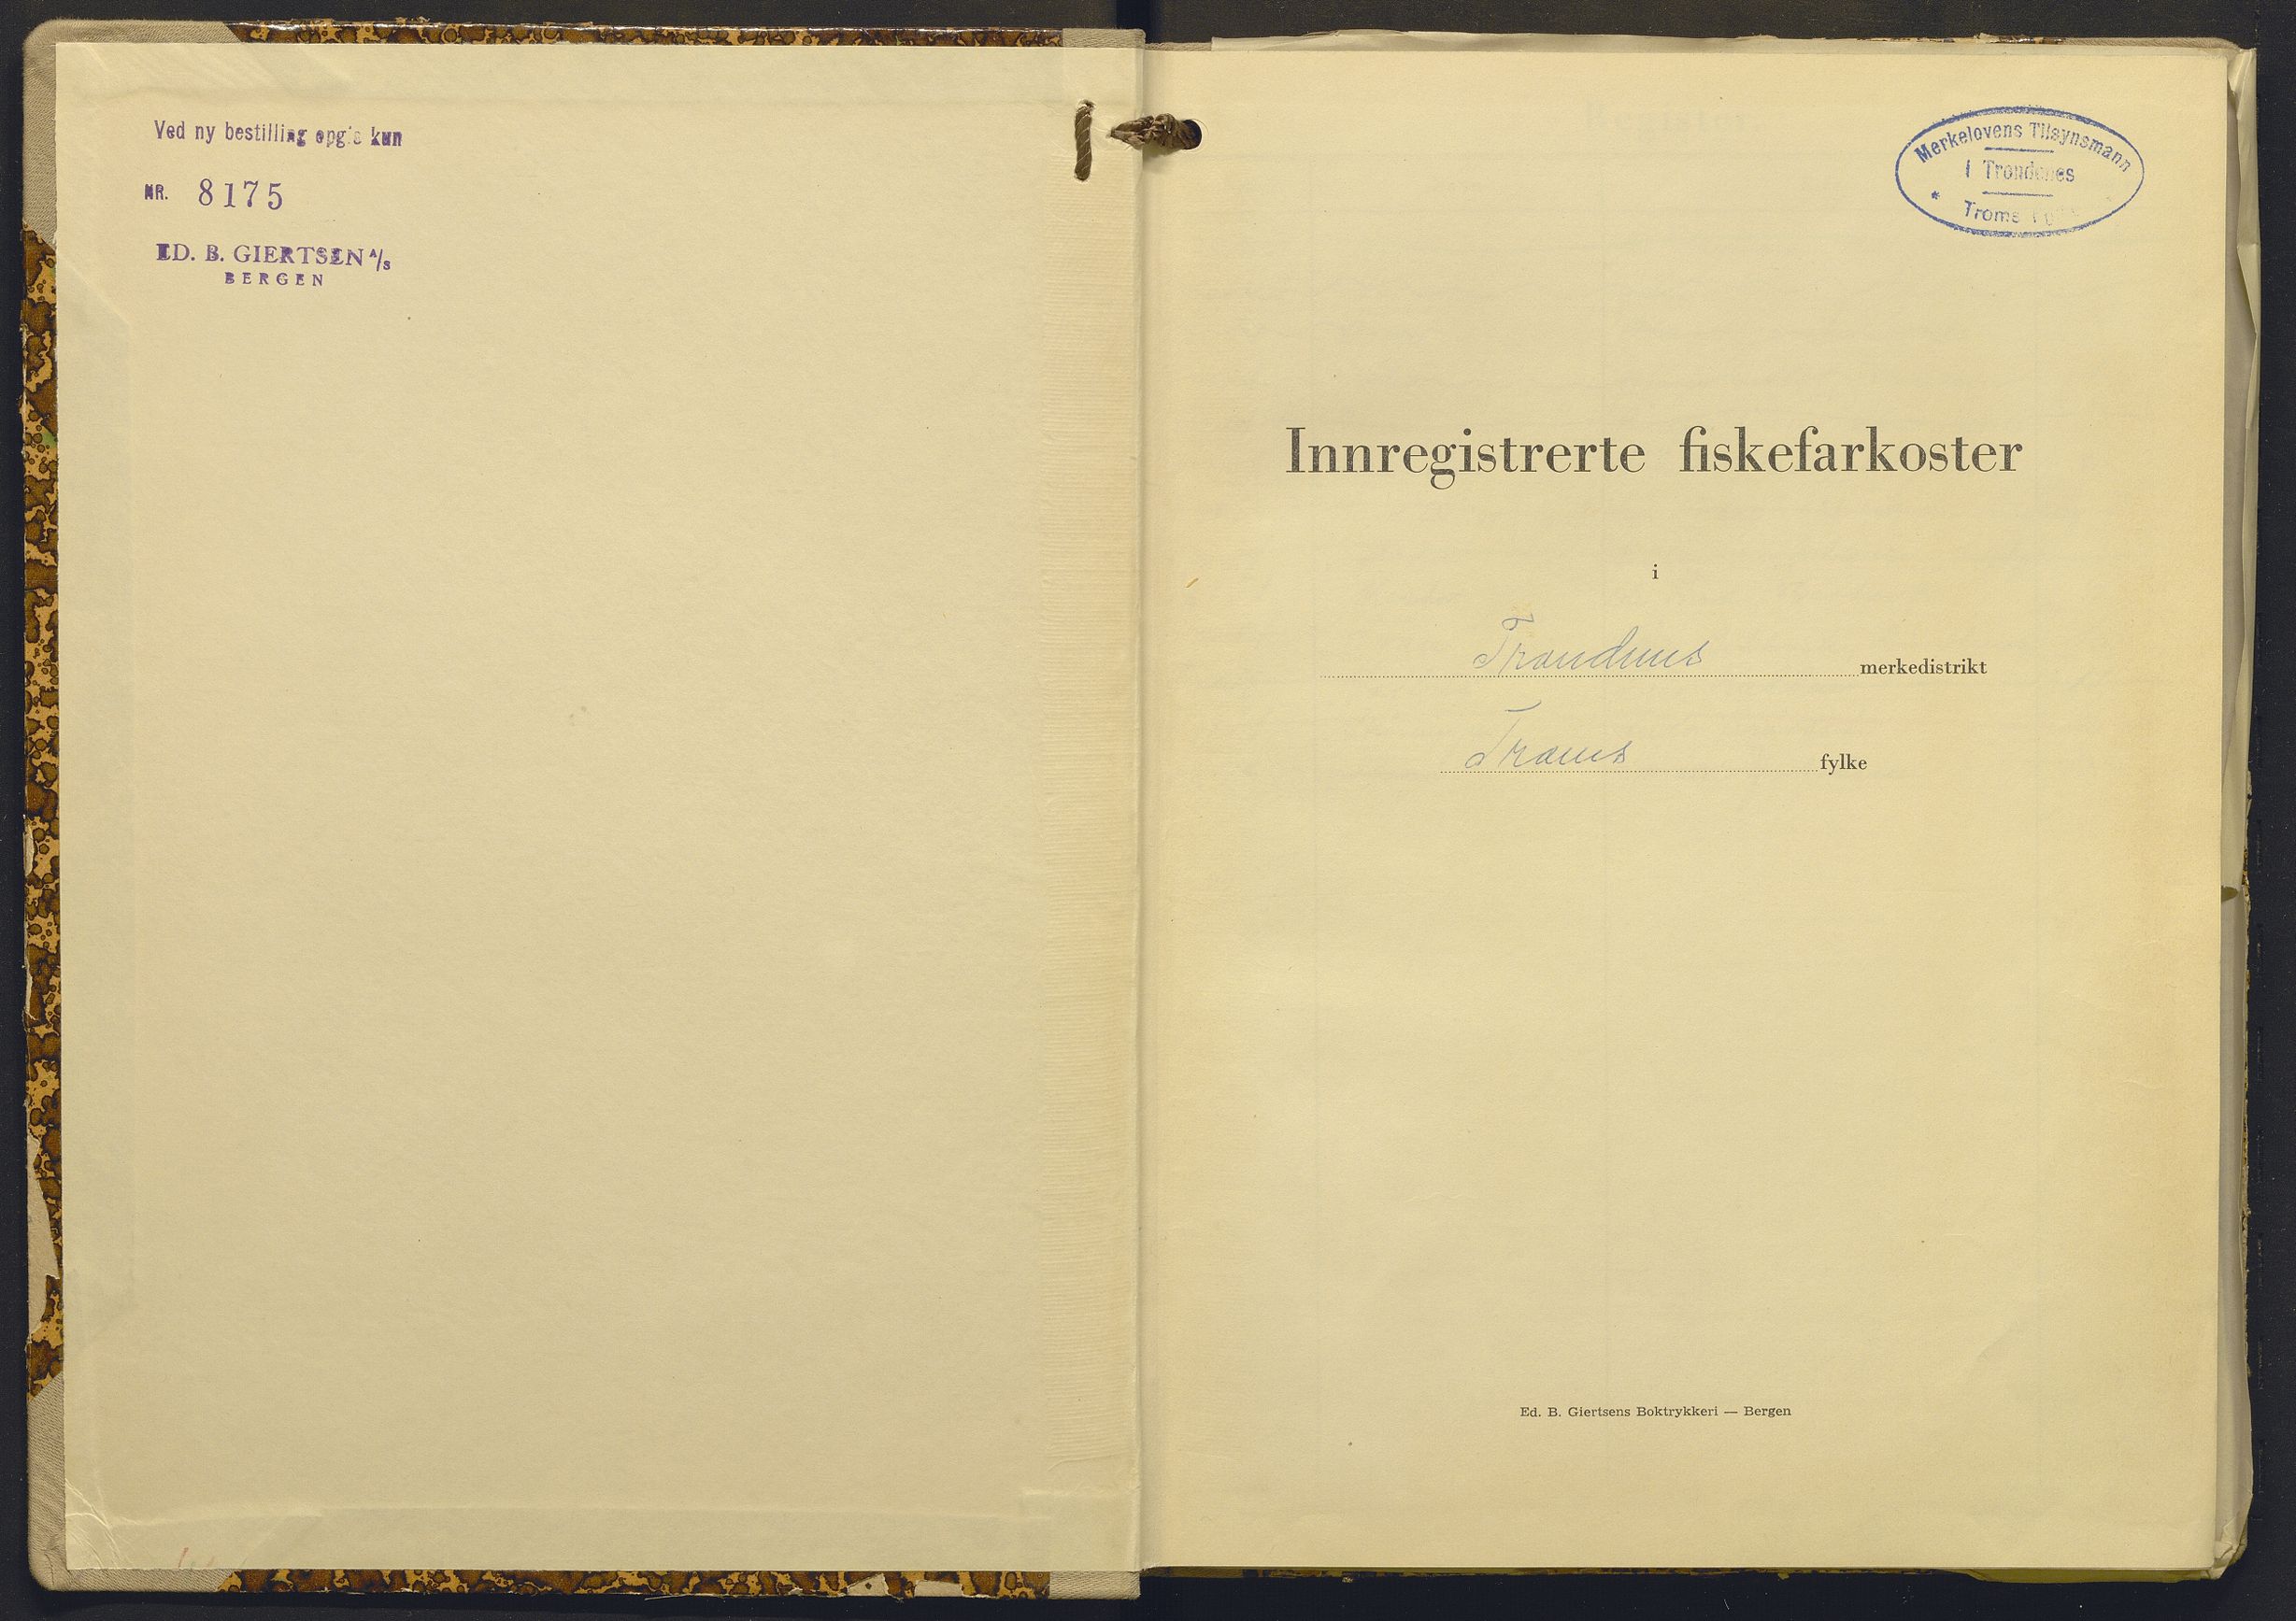 Ved ny bestilling opgis kun
NR. 8175
ED. B. GIERTSEN A/S
BERGEN
Merkelovens Tilsynsmann
i Trondenes
* Troms
Innregistrerte fiskefarkoster
i
Trondenes merkedistrikt
Troms fylke
Ed. B. Giertsens Boktrykkeri — Bergen